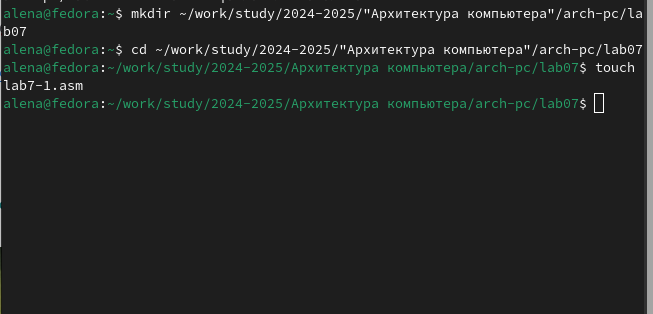 alena@fedora:~$ mkdir ~/work/study/2024-2025/"Архитектура компьютера"/arch-pc/la
b07
alena@fedora:~$ cd ~/work/study/2024-2025/"Архитектура компьютера"/arch-pc/lab07
alena@fedora:~/work/study/2024-2025/Архитектура компьютера/arch-pc/lab07$ touch
lab7-1.asm
alena@fedora:~/work/study/2024-2025/Архитектура компьютера/arch-pc/lab07$